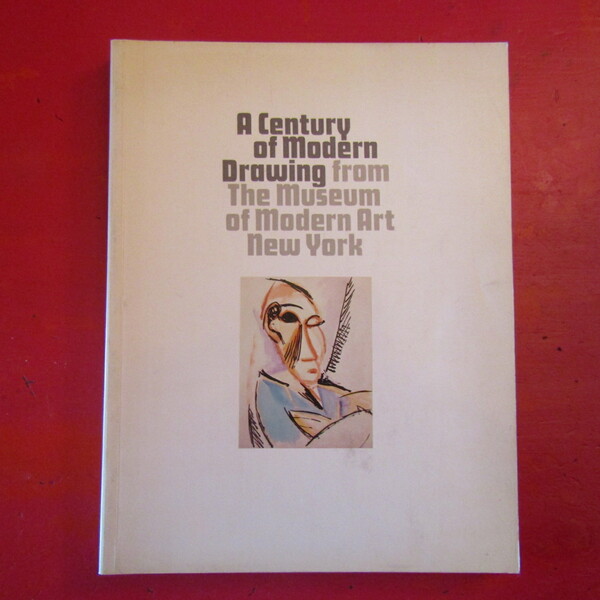 A Century
of Modern
Drawing from
The Museum
of Modern Art
New York